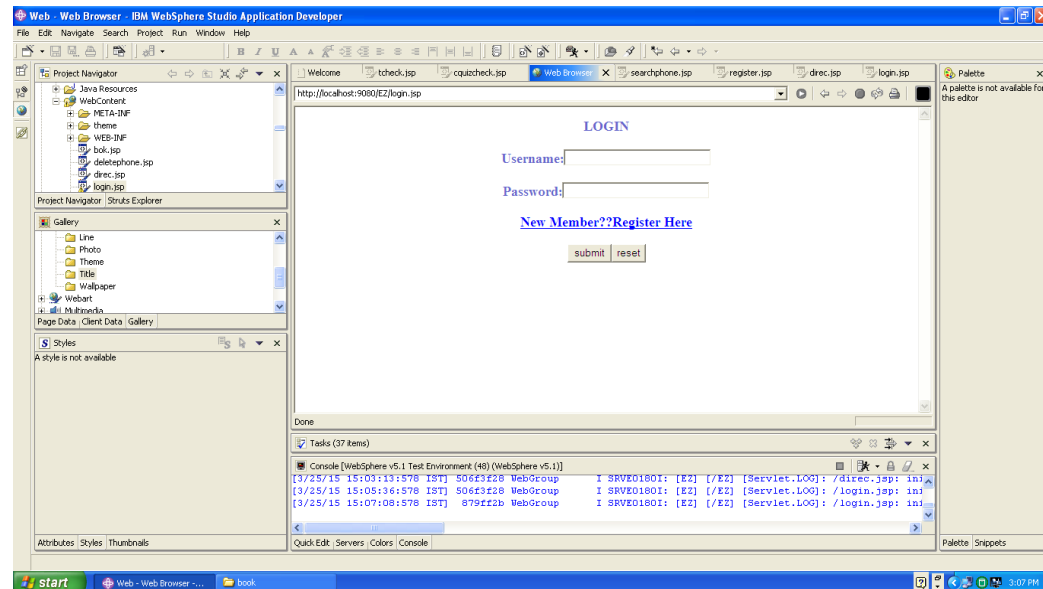 Web - Web Browser - IBM WebSphere Studio Application Developer
File Edit Navigate Search Project Run Window Help
Project Navigator
Java Resources
WebContent
META-INF
theme
WEB-INF
bok.jsp
deletephone.jsp
direc.jsp
login.jsp
Project Navigator Struts Explorer
Gallery
Line
Photo
Theme
Title
Wallpaper
Webart
Multimedia
Page Data Client Data Gallery
Styles
A style is not available
Attributes Styles Thumbnails
Welcome tcheck.jsp cquizcheck.jsp Web Browser searchphone.jsp register.jsp direc.jsp login.jsp
http://localhost:9080/EZ/login.jsp
LOGIN
Username:
Password:
New Member??Register Here
submit reset
Done
Tasks (37 items)
Console [WebSphere v5.1 Test Environment (48) (WebSphere v5.1)]
[3/25/15 15:03:13:578 IST] 506f3f28 WebGroup I SRVE0180I: [EZ] [/EZ] [Servlet.LOG]: /direc.jsp: ini
[3/25/15 15:05:36:578 IST] 506f3f28 WebGroup I SRVE0180I: [EZ] [/EZ] [Servlet.LOG]: /login.jsp: ini
[3/25/15 15:07:08:578 IST] 879ff2b WebGroup I SRVE0180I: [EZ] [/EZ] [Servlet.LOG]: /login.jsp: ini
Quick Edit Servers Colors Console
Palette
A palette is not available for
this editor
Palette Snippets
start Web - Web Browser -... book 3:07 PM